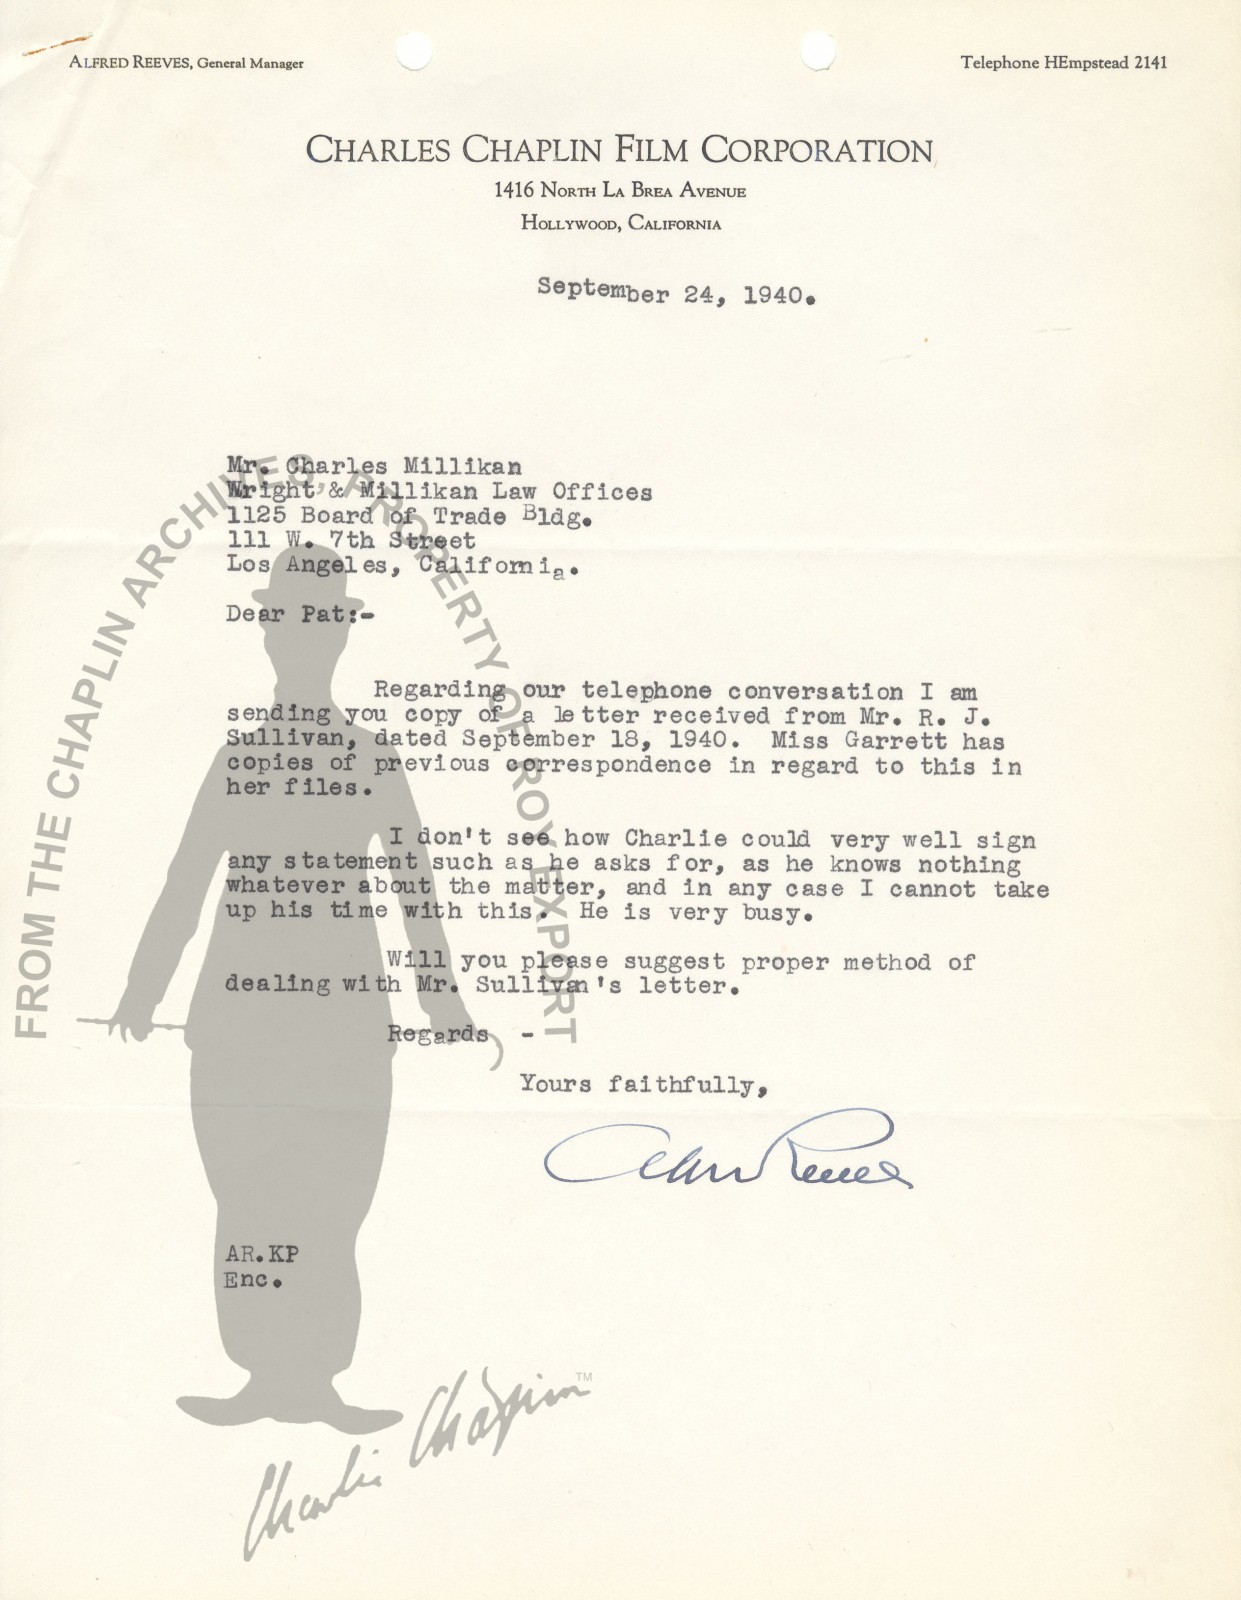 ALFRED REEVES, General Manager
Telephone HEmpstead 2141
CHARLES CHAPLIN FILM CORPORATION
1416 NORTH LA BREA AVENUE
HOLLYWOOD, CALIFORNIA
September 24, 1940.
Mr. Charles Millikan
Wright & Millikan Law Offices
1125 Board of Trade Bldg.
111 W. 7th Street
Los Angeles, California.
Dear Pat:-
Regarding our telephone conversation I am
sending you copy of a letter received from Mr. R. J.
Sullivan, dated September 18, 1940. Miss Garrett has
copies of previous correspondence in regard to this in
her files.
I don't see how Charlie could very well sign
any statement such as he asks for, as he knows nothing
whatever about the matter, and in any case I cannot take
up his time with this. He is very busy.
Will you please suggest proper method of
dealing with Mr. Sullivan's letter.
Regards -
Yours faithfully,
Alfred Reeves
AR.KP
Enc.
FROM THE CHAPLIN ARCHIVES, PROPERTY OF ROY EXPORT
Charlie Chaplin TM